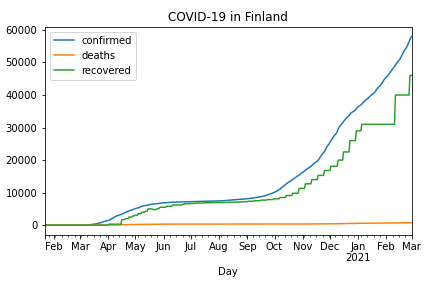 COVID-19 in Finland
60000
50000
40000
30000
20000
10000
0
confirmed
deaths
recovered
Feb Mar Apr May Jun Jul Aug Sep Oct Nov Dec Jan Feb Mar
2021
Day